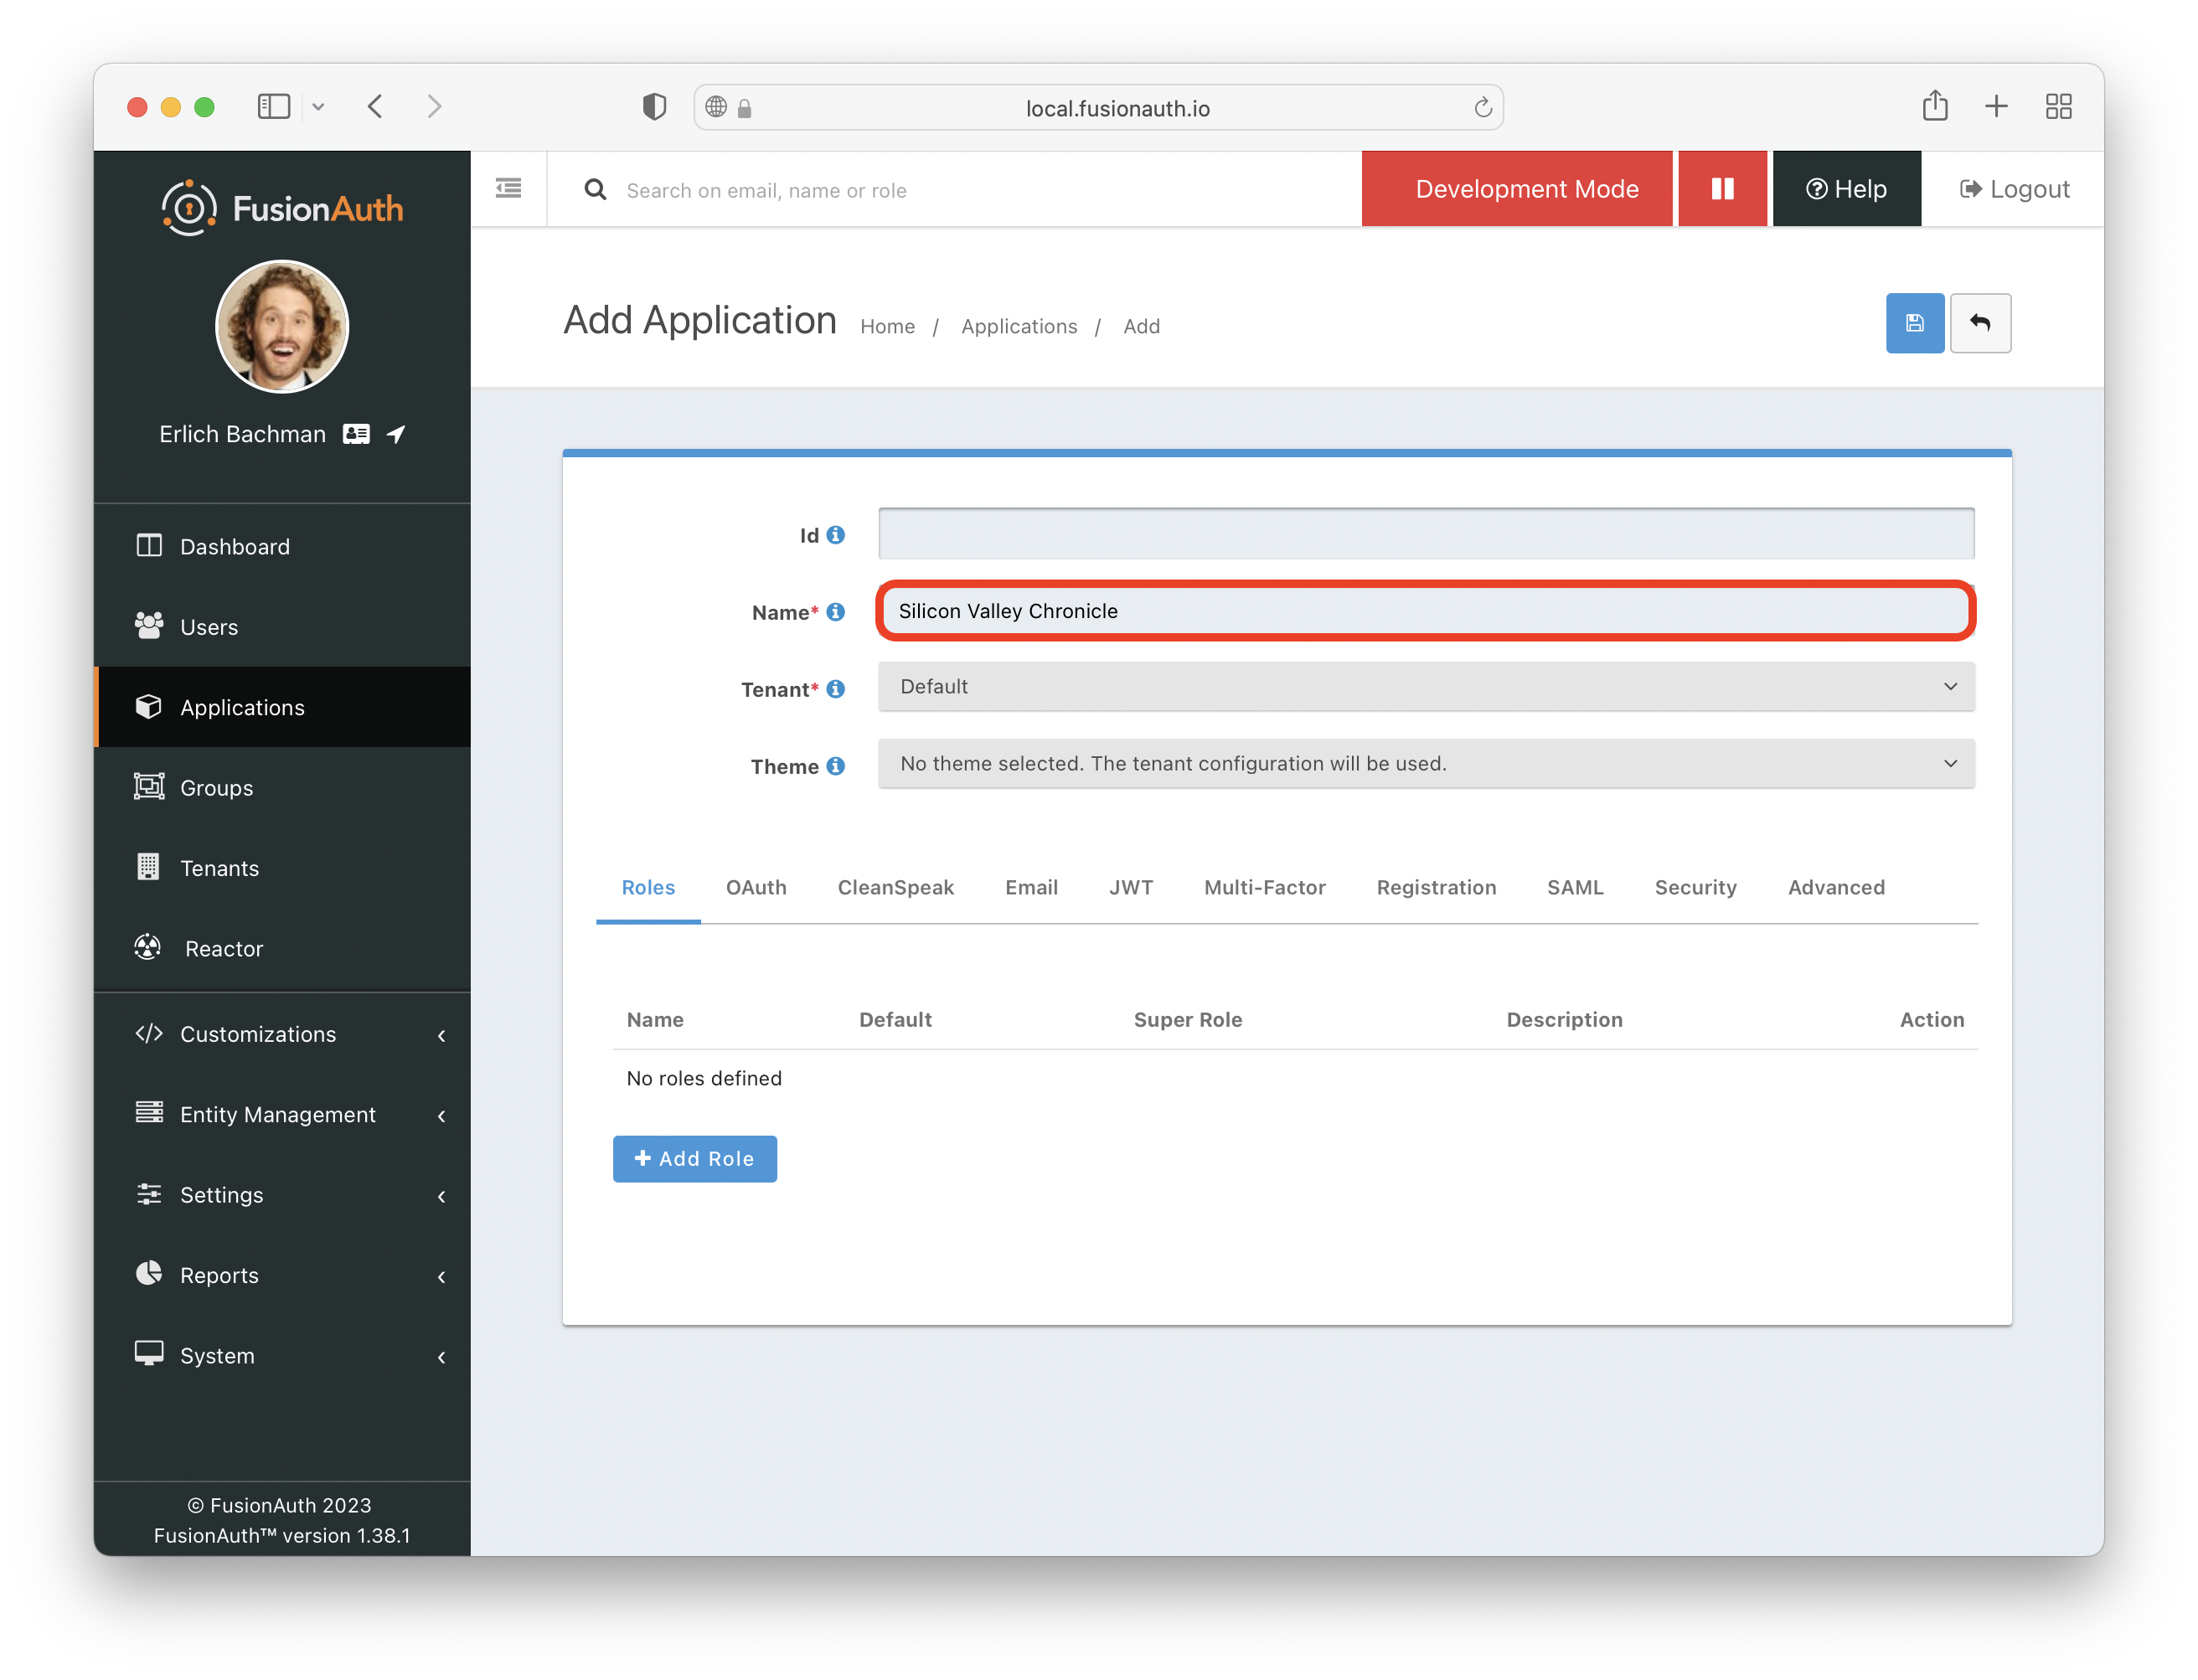 local.fusionauth.io
FusionAuth
Search on email, name or role
Development Mode
Help
Logout
Erlich Bachman
Dashboard
Users
Applications
Groups
Tenants
Reactor
Customizations
Entity Management
Settings
Reports
System
© FusionAuth 2023
FusionAuth™ version 1.38.1
Add Application Home / Applications / Add
Id
Name* Silicon Valley Chronicle
Tenant* Default
Theme No theme selected. The tenant configuration will be used.
Roles OAuth CleanSpeak Email JWT Multi-Factor Registration SAML Security Advanced
Name Default Super Role Description Action
No roles defined
Add Role